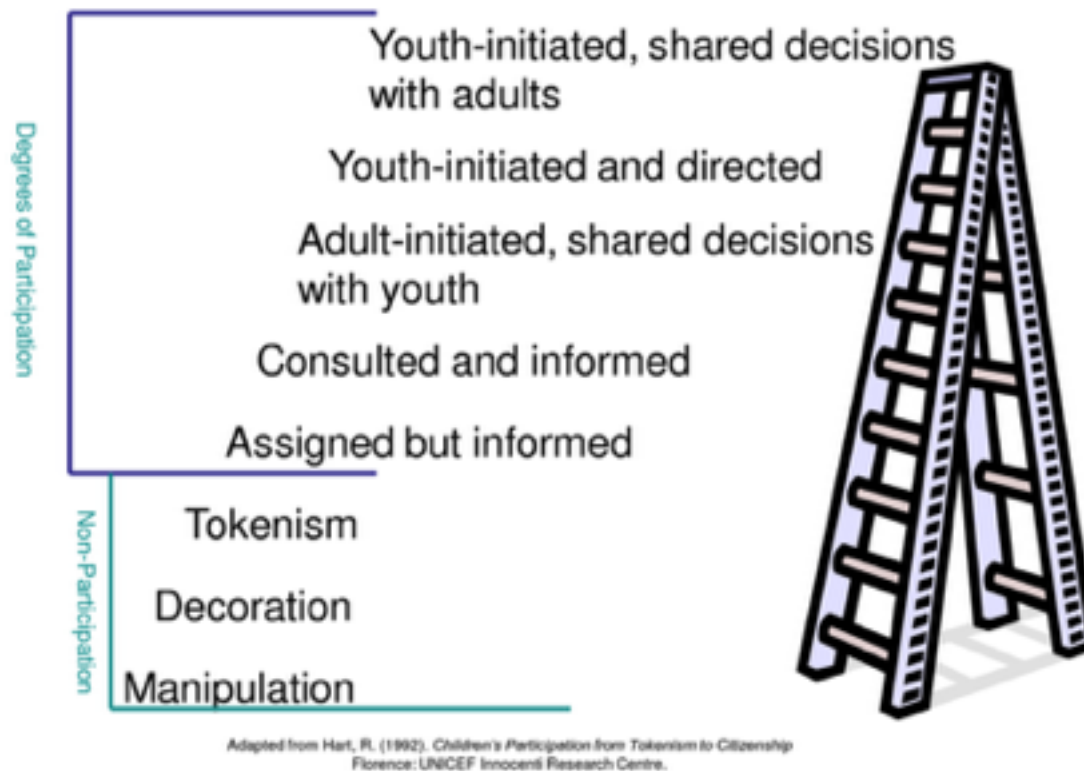 Youth-initiated, shared decisions
with adults
Youth-initiated and directed
Adult-initiated, shared decisions
with youth
Consulted and informed
Assigned but informed
Degrees of Participation
Tokenism
Decoration
Manipulation
Non-Participation
Adapted from Hart, R. (1992). Children's Participation from Tokenism to Citizenship
Florence: UNICEF Innocenti Research Centre.